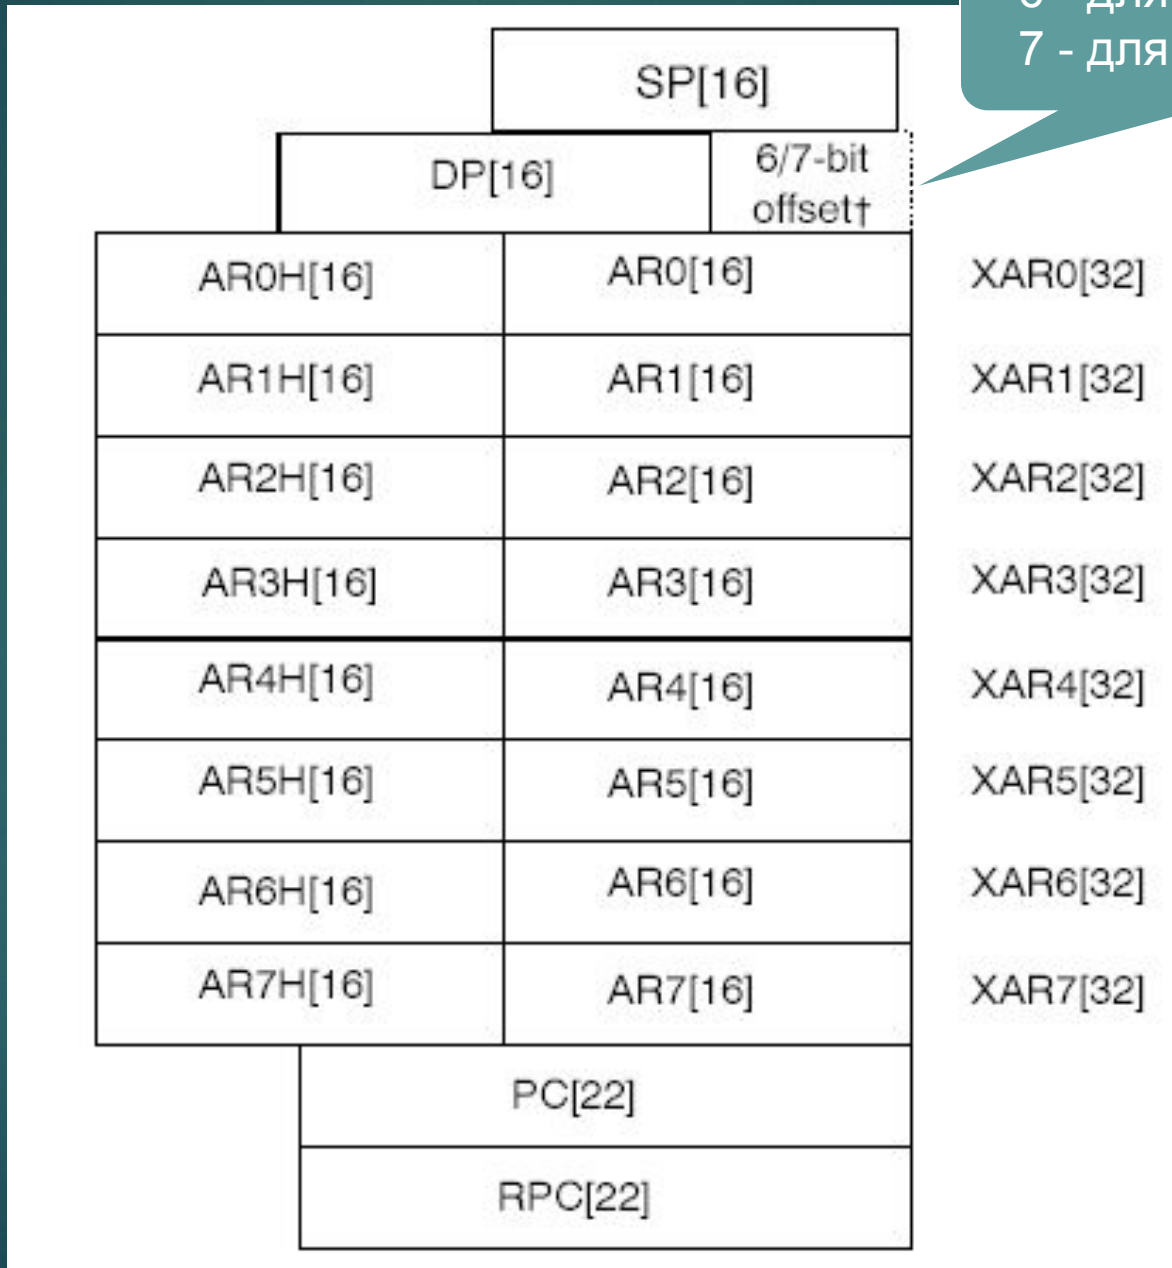 7 - для
SP[16]
DP[16]
6/7-bit
offset†
AR0H[16] AR0[16] XAR0[32]
AR1H[16] AR1[16] XAR1[32]
AR2H[16] AR2[16] XAR2[32]
AR3H[16] AR3[16] XAR3[32]
AR4H[16] AR4[16] XAR4[32]
AR5H[16] AR5[16] XAR5[32]
AR6H[16] AR6[16] XAR6[32]
AR7H[16] AR7[16] XAR7[32]
PC[22]
RPC[22]